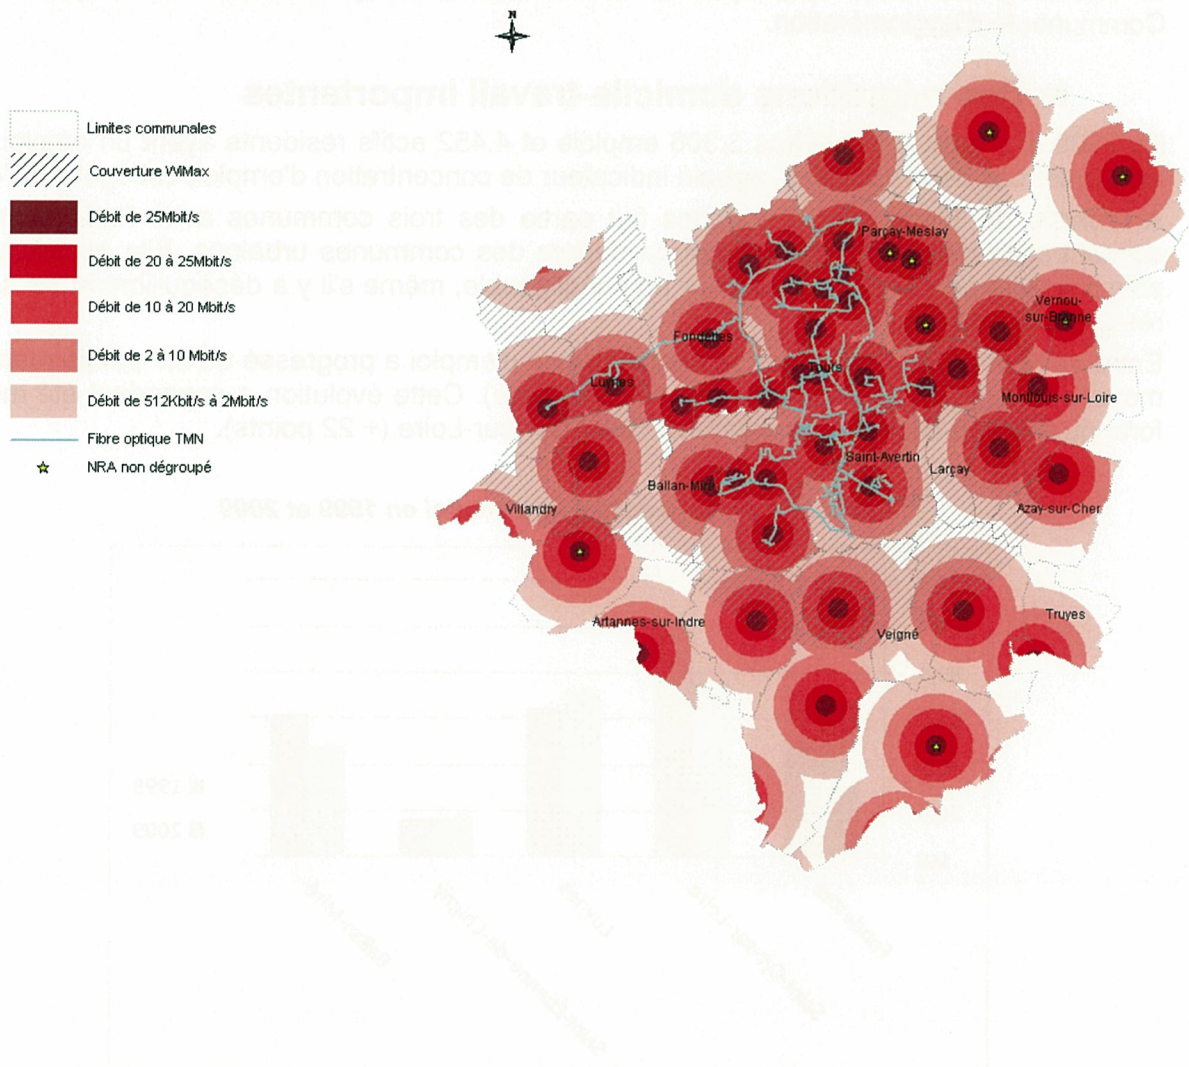 N
Limites communales
Couverture WiMax
Débit de 25Mbit/s
Débit de 20 à 25Mbit/s
Débit de 10 à 20 Mbit/s
Débit de 2 à 10 Mbit/s
Débit de 512Kbit/s à 2Mbit/s
Fibre optique TMN
NRA non dégroupé
Parçay-Meslay
Vernou-
sur-Brenne
Fondettes
Luynes
Tours
Montlouis-sur-Loire
Saint-Avertin
Larçay
Ballan-Miré
Azay-sur-Cher
Villandry
Artannes-sur-Indre
Truyes
Veigné